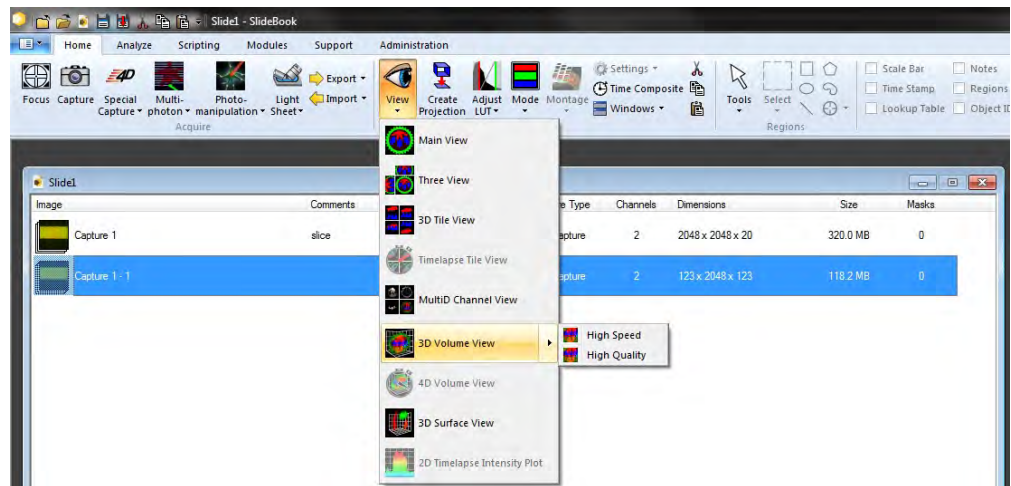 Slide1 - SlideBook
Home Analyze Scripting Modules Support Administration
Focus Capture Special Capture Multi-photon Photo-manipulation Light Sheet Export Import
View Create Projection Adjust LUT Mode Montage Settings Time Composite Windows
Tools Select Scale Bar Time Stamp Lookup Table Notes Regions Object ID
Acquire Regions
Main View
Three View
3D Tile View
Timelapse Tile View
MultiD Channel View
3D Volume View
High Speed
High Quality
4D Volume View
3D Surface View
2D Timelapse Intensity Plot
Slide1
Image Comments e Type Channels Dimensions Size Masks
Capture 1 slice apture 2 2048 x 2048 x 20 320.0 MB 0
Capture 1 - 1 apture 2 123 x 2048 x 123 118.2 MB 0